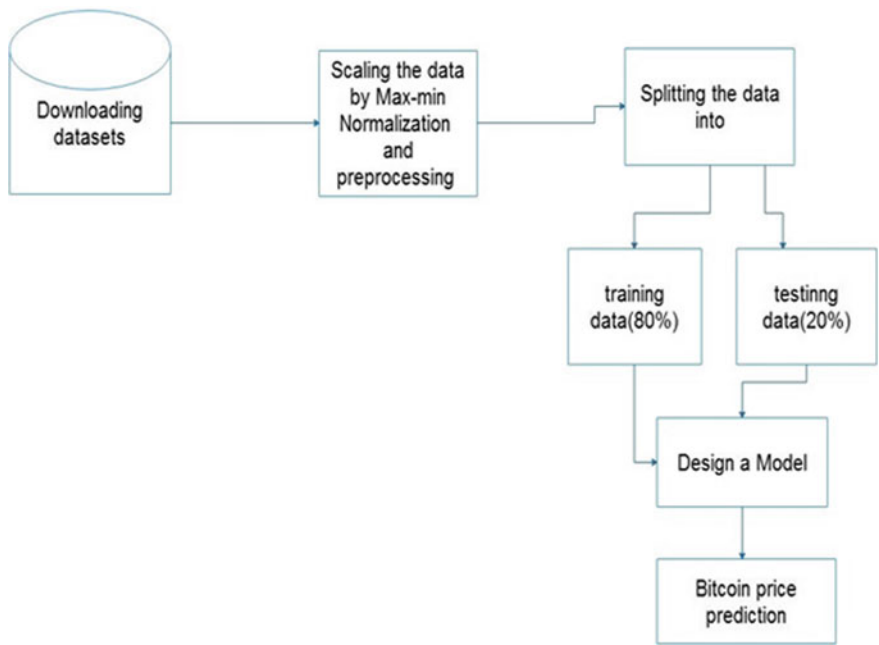 Downloading
datasets
Scaling the data
by Max-min
Normalization
and
preprocessing
Splitting the data
into
training
data(80%)
testinng
data(20%)
Design a Model
Bitcoin price
prediction